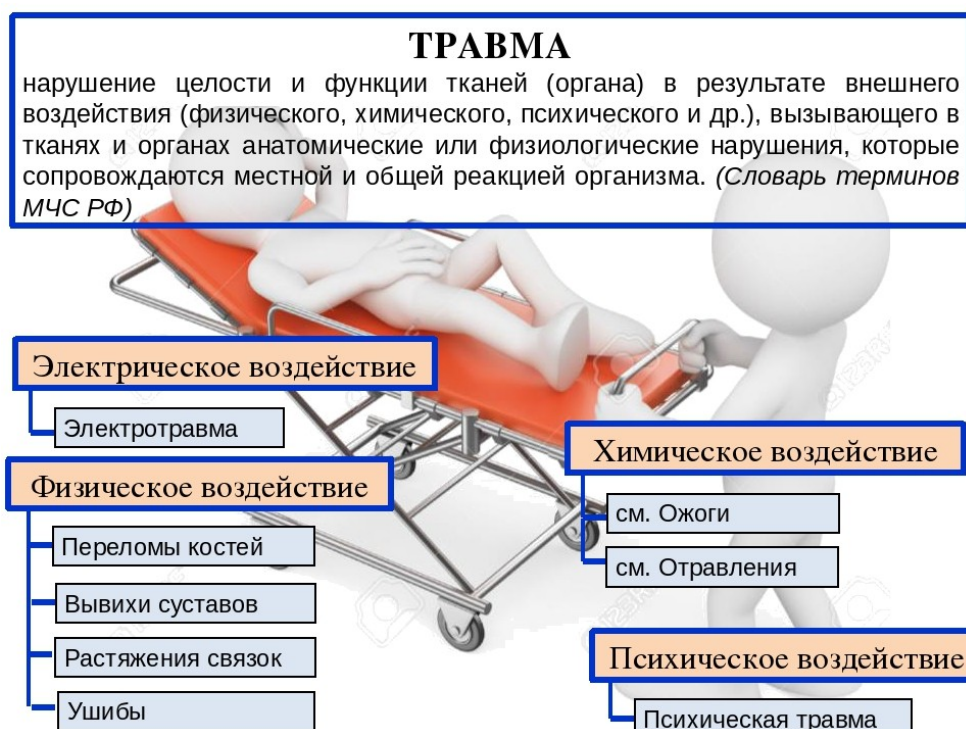 ТРАВМА
нарушение целости и функции тканей (органа) в результате внешнего
воздействия (физического, химического, психического и др.), вызывающего в
тканях и органах анатомические или физиологические нарушения, которые
сопровождаются местной и общей реакцией организма. (Словарь терминов
МЧС РФ)
Электрическое воздействие
Электротравма
Физическое воздействие
Переломы костей
Вывихи суставов
Растяжения связок
Ушибы
Химическое воздействие
см. Ожоги
см. Отравления
Психическое воздействие
Психическая травма